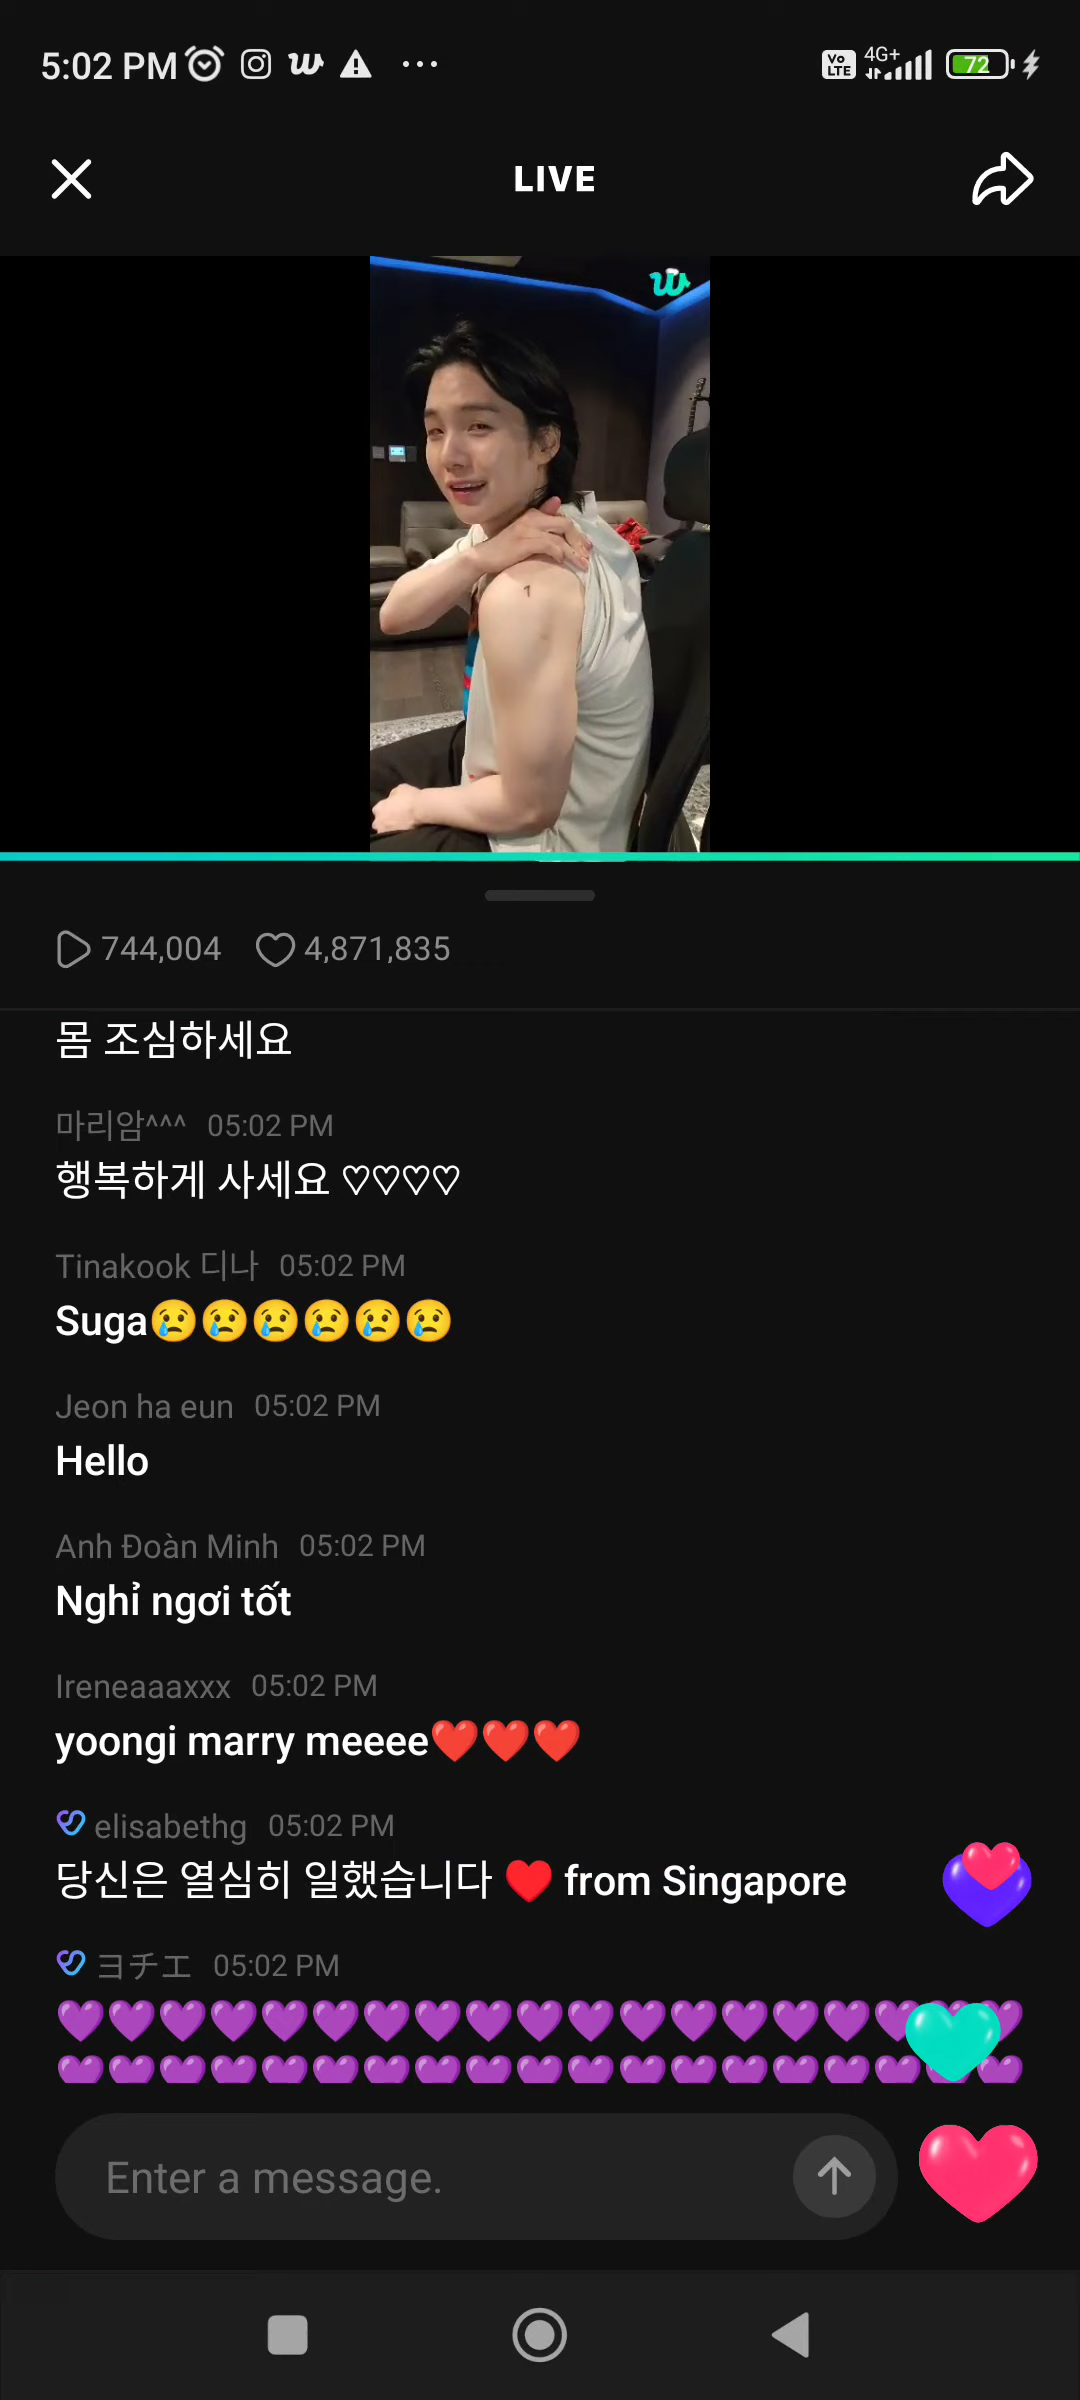 5:02 PM
Vo LTE 4G+ 72
LIVE
w
7
744,004 4,871,835
몸 조심하세요
마리암^^^ 05:02 PM
행복하게 사세요 ♡♡♡♡
Tinakook 디나 05:02 PM
Suga😢😢😢😢😢😢
Jeon ha eun 05:02 PM
Hello
Anh Đoàn Minh 05:02 PM
Nghỉ ngơi tốt
Ireneaaaxxx 05:02 PM
yoongi marry meeee❤️❤️❤️
elisabethg 05:02 PM
당신은 열심히 일했습니다 ♥️ from Singapore
ヨチエ 05:02 PM
💜💜💜💜💜💜💜💜💜💜💜💜💜💜💜💜💜💜💜
💜💜💜💜💜💜💜💜💜💜💜💜💜💜💜💜💜💜💜
Enter a message.